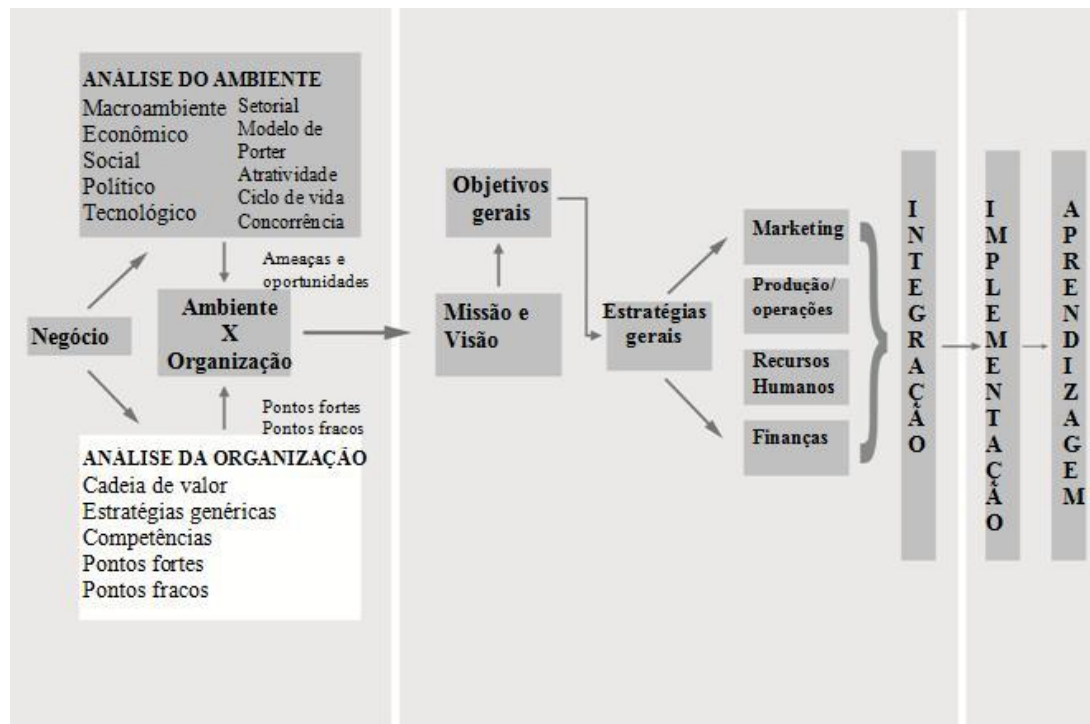 ANÁLISE DO AMBIENTE
Macroambiente
Econômico
Social
Político
Tecnológico
Setorial
Modelo de
Porter
Atratividade
Ciclo de vida
Concorrência
Ameaças e
oportunidades
Negócio
Ambiente
X
Organização
Pontos fortes
Pontos fracos
ANÁLISE DA ORGANIZAÇÃO
Cadeia de valor
Estratégias genéricas
Competências
Pontos fortes
Pontos fracos
Objetivos
gerais
Missão e
Visão
Estratégias
gerais
Marketing
Produção/
operações
Recursos
Humanos
Finanças
INTEGRAÇÃO
IMPLEMENTAÇÃO
APRENDIZAGEM